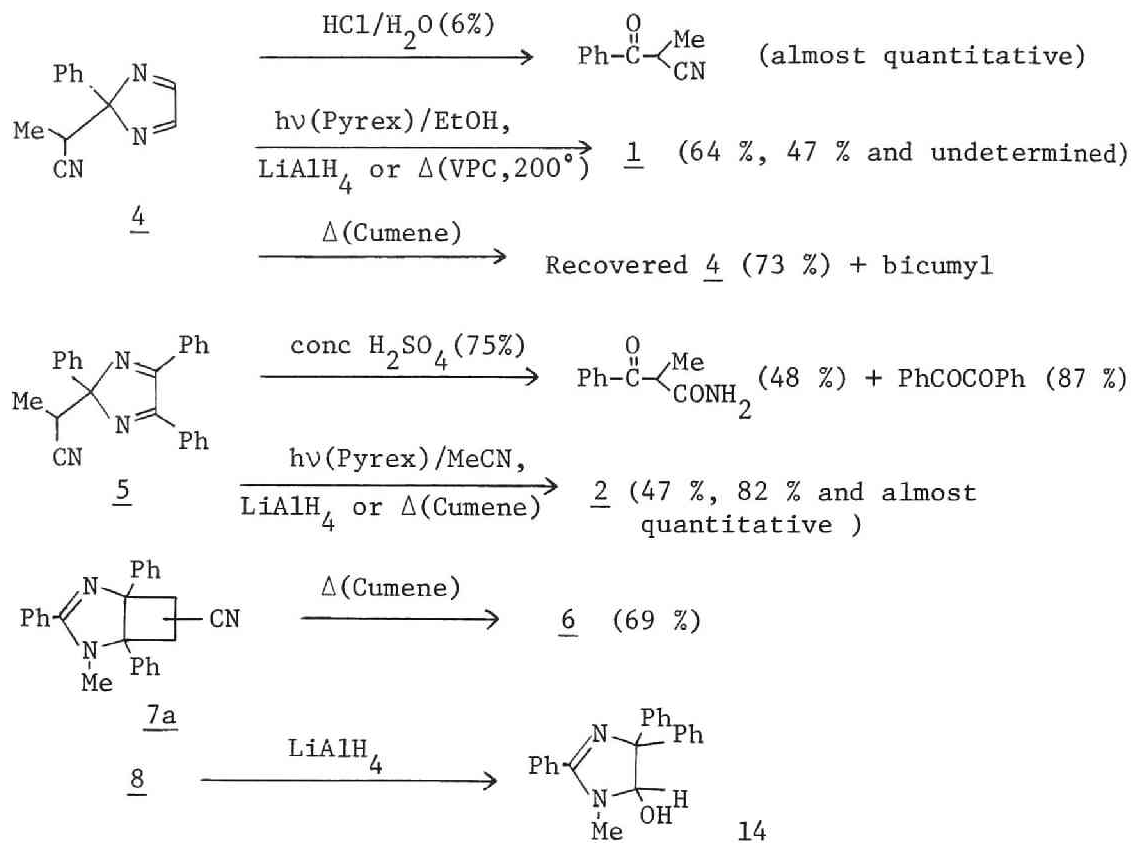 HCl/H2O(6%)
Ph-C-<Me CN O (almost quantitative)
Ph N N Me CN
hν(Pyrex)/EtOH,
LiAlH4 or Δ(VPC,200°)
1 (64 %, 47 % and undetermined)
4
Δ(Cumene)
Recovered 4 (73 %) + bicumyl
conc H2SO4(75%)
Ph-C-<Me CONH2 O (48 %) + PhCOCOPh (87 %)
Ph N N Ph Ph Me CN
5
hν(Pyrex)/MeCN,
LiAlH4 or Δ(Cumene)
2 (47 %, 82 % and almost
quantitative )
Ph N N Ph Ph Me CN
7a
Δ(Cumene)
6 (69 %)
8
LiAlH4
Ph N N Ph Ph H OH Me
14